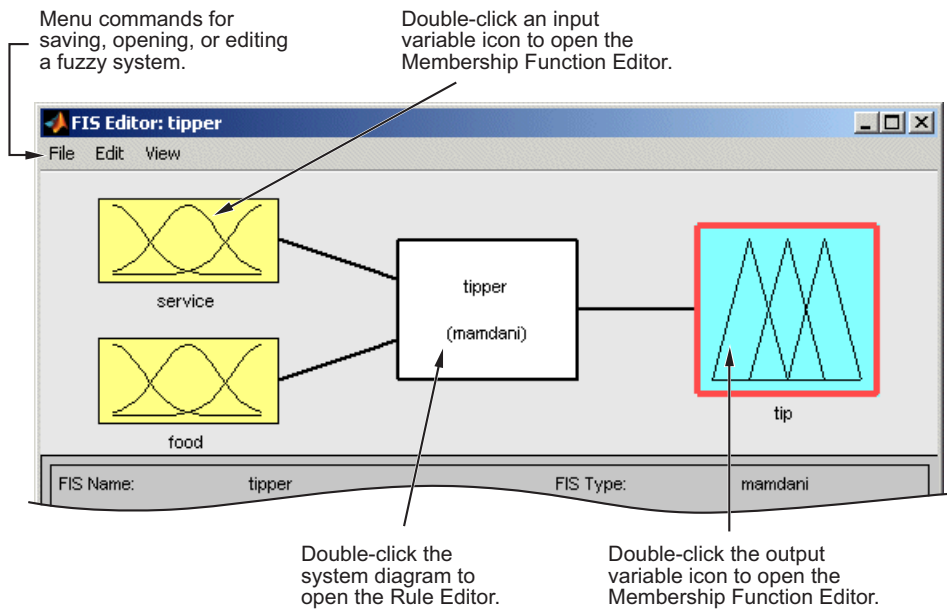 Menu commands for
saving, opening, or editing
a fuzzy system.
Double-click an input
variable icon to open the
Membership Function Editor.
FIS Editor: tipper
File Edit View
service
food
tipper
(mamdani)
tip
FIS Name: tipper FIS Type: mamdani
Double-click the
system diagram to
open the Rule Editor.
Double-click the output
variable icon to open the
Membership Function Editor.